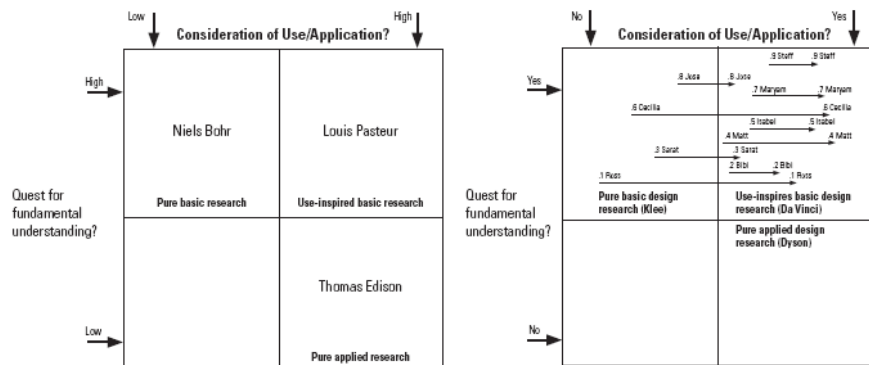 Low
High
Consideration of Use/Application?
High
Niels Bohr
Louis Pasteur
Pure basic research
Use-inspired basic research
Quest for
fundamental
understanding?
Thomas Edison
Low
Pure applied research
No
Yes
Consideration of Use/Application?
.9 Staff
.9 Staff
Yes
.8 Jose
.8 Jose
.7 Maryam
.7 Maryam
.6 Cecilia
.6 Cecilia
.5 Isabel
.5 Isabel
.4 Matt
.4 Matt
.3 Sarat
.3 Sarat
.2 Bibi
.2 Bibi
.1 Ross
.1 Ross
Quest for
fundamental
understanding?
Pure basic design
research (Klee)
Use-inspires basic design
research (Da Vinci)
Pure applied design
research (Dyson)
No